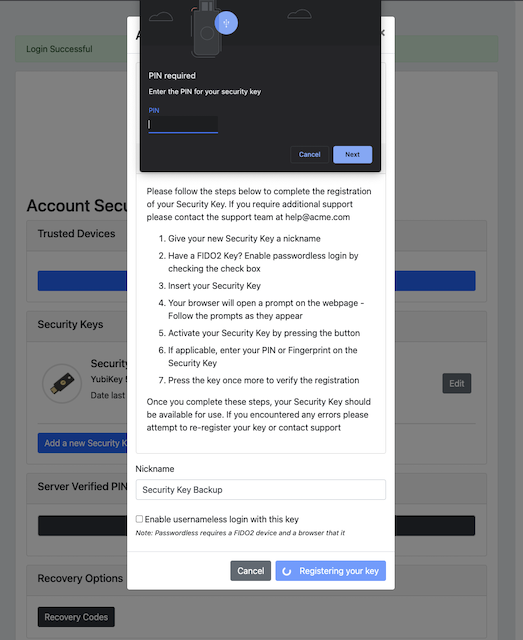 Login Successful
PIN required
Enter the PIN for your security key
PIN
Cancel
Next
Please follow the steps below to complete the registration
of your Security Key. If you require additional support
please contact the support team at help@acme.com
1. Give your new Security Key a nickname
2. Have a FIDO2 Key? Enable passwordless login by
checking the check box
3. Insert your Security Key
4. Your browser will open a prompt on the webpage -
Follow the prompts as they appear
5. Activate your Security Key by pressing the button
6. If applicable, enter your PIN or Fingerprint on the
Security Key
7. Press the key once more to verify the registration
Once you complete these steps, your Security Key should
be available for use. If you encountered any errors please
attempt to re-register your key or contact support
Nickname
Security Key Backup
Enable usernameless login with this key
Note: Passwordless requires a FIDO2 device and a browser that it
Cancel
Registering your key
Account Secu
Trusted Devices
Security Keys
Security
YubiKey
Date last
Edit
Add a new Security K
Server Verified PIN
Recovery Options
Recovery Codes